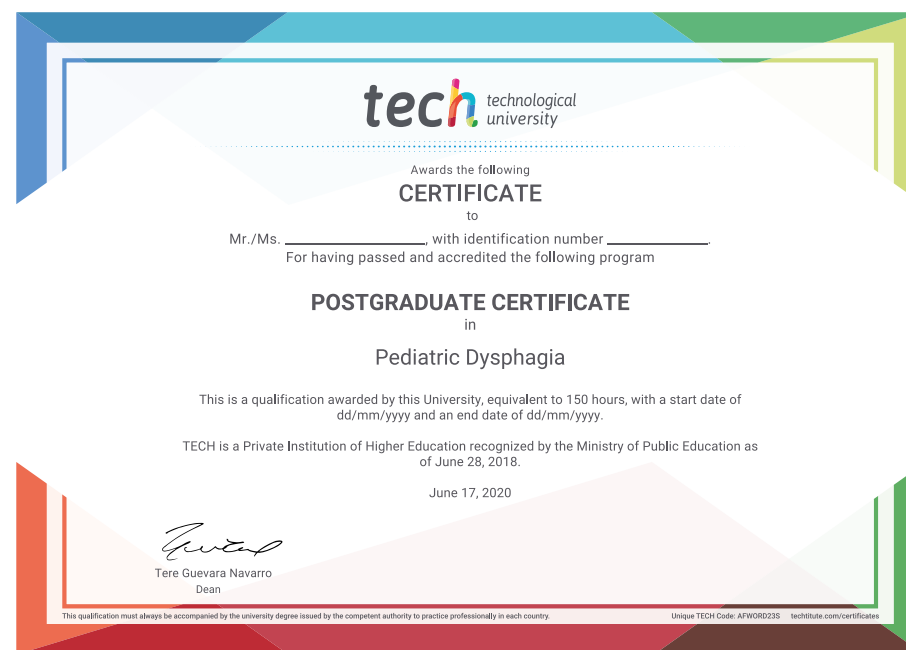 tech technological
university
Awards the following
CERTIFICATE
to
Mr./Ms. ____________, with identification number ____________.
For having passed and accredited the following program
POSTGRADUATE CERTIFICATE
in
Pediatric Dysphagia
This is a qualification awarded by this University, equivalent to 150 hours, with a start date of
dd/mm/yyyy and an end date of dd/mm/yyyy.
TECH is a Private Institution of Higher Education recognized by the Ministry of Public Education as
of June 28, 2018.
June 17, 2020
Tere Guevara Navarro
Dean
This qualification must always be accompanied by the university degree issued by the competent authority to practice professionally in each country. Unique TECH Code: AFWORD23S techtitute.com/certificates